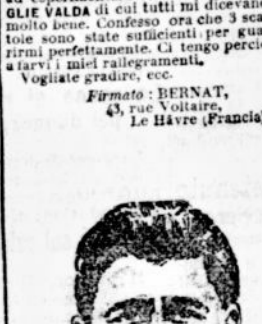 GLIE VALDA di cui tutti mi dicevano
molto bene. Confesso ora che 3 sca
tole sono state sufficienti per gua
rirmi perfettamente. Ci tengo perciò
a farvi i miei rallegramenti.
Vogliate gradire, ecc.
Firmato : BERNAT,
43, rue Voltaire,
Le Hâvre (Francia)